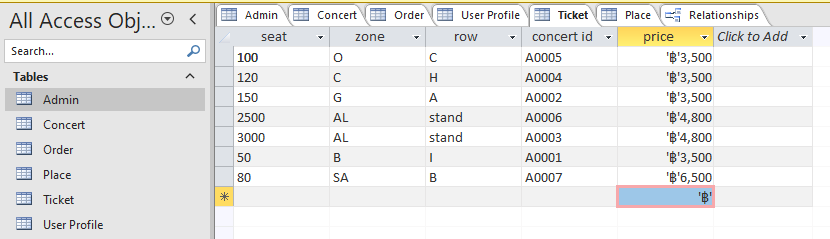 All Access Obj...
Search...
Tables
Admin
Concert
Order
Place
Ticket
User Profile
Admin Concert Order User Profile Ticket Place Relationships
seat zone row concert id price Click to Add
100 O C A0005 '฿'3,500
120 C H A0004 '฿'3,500
150 G A A0002 '฿'3,500
2500 AL stand A0006 '฿'4,800
3000 AL stand A0003 '฿'4,800
50 B I A0001 '฿'3,500
80 SA B A0007 '฿'6,500
'฿'